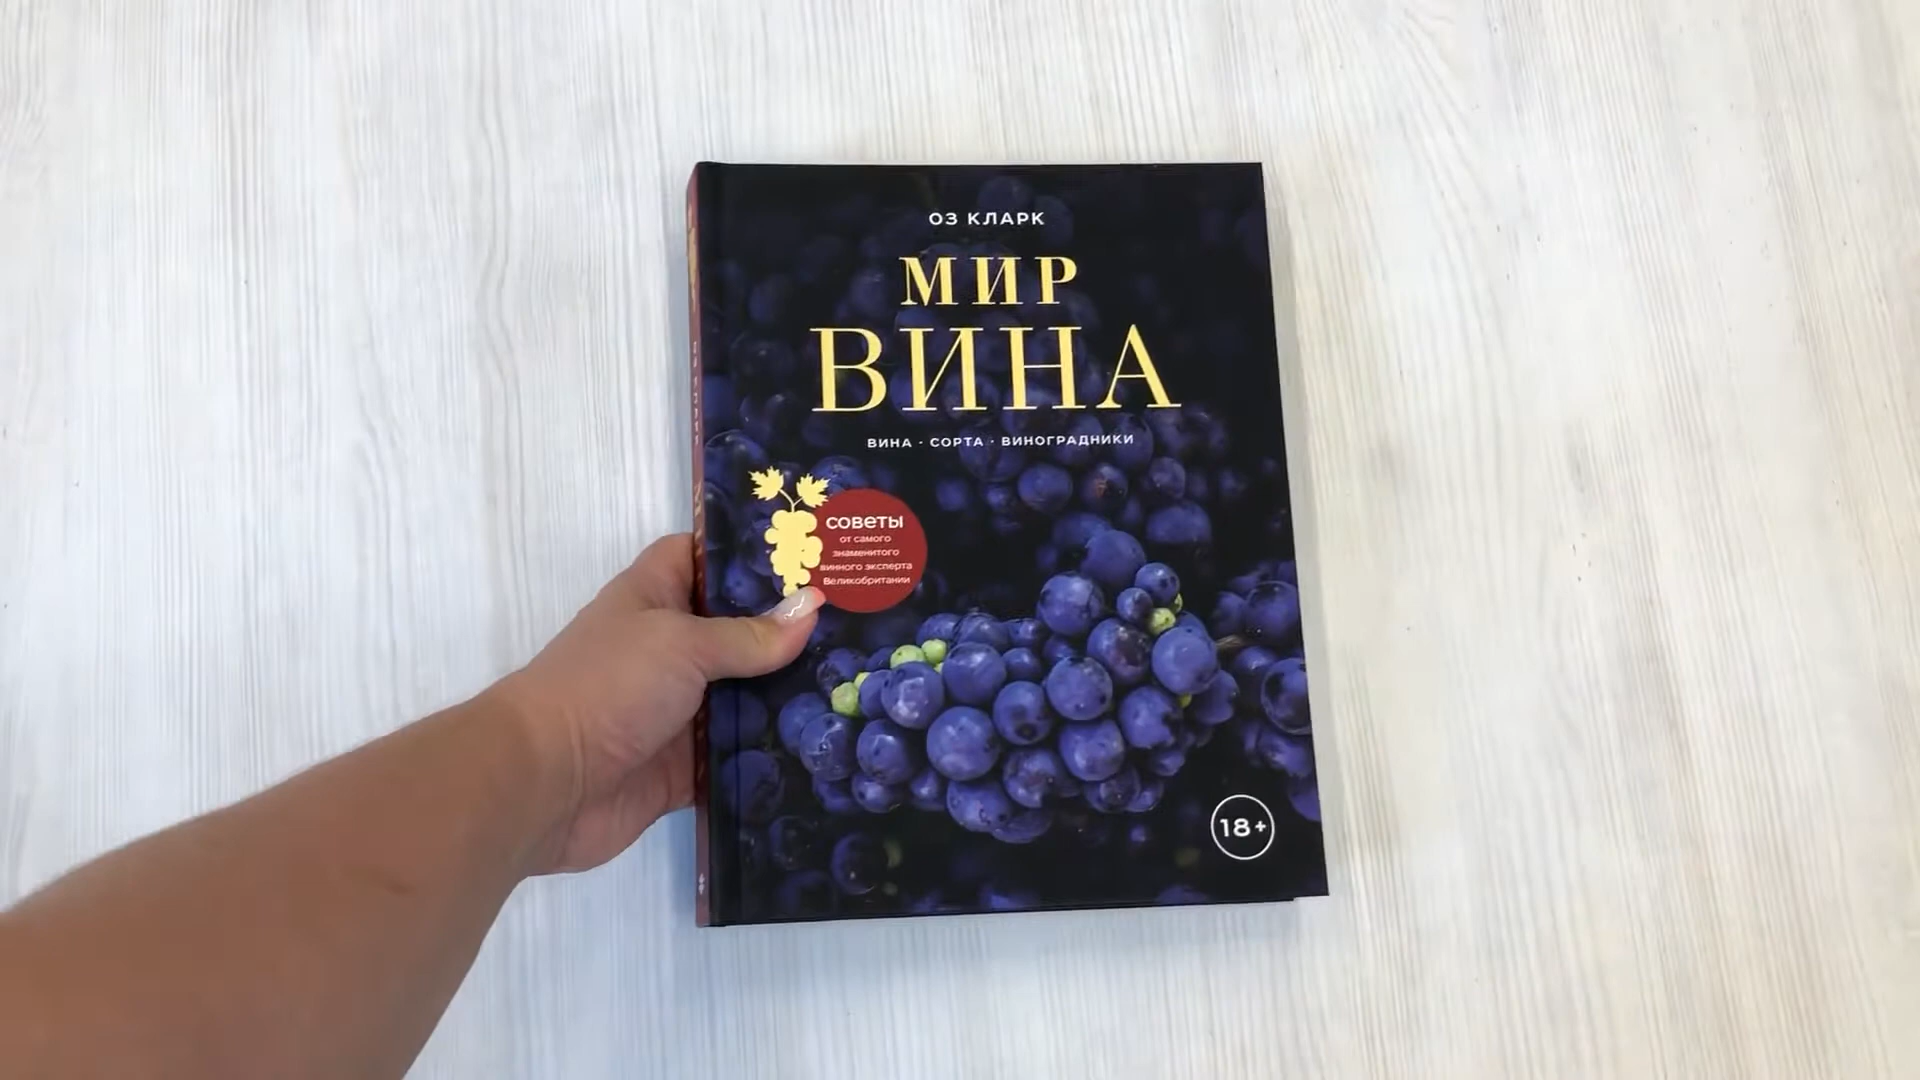 ОЗ КЛАРК
МИР
ВИНА
ВИНА · СОРТА · ВИНОГРАДНИКИ
советы
от самого
знаменитого
винного эксперта
Великобритании
18+